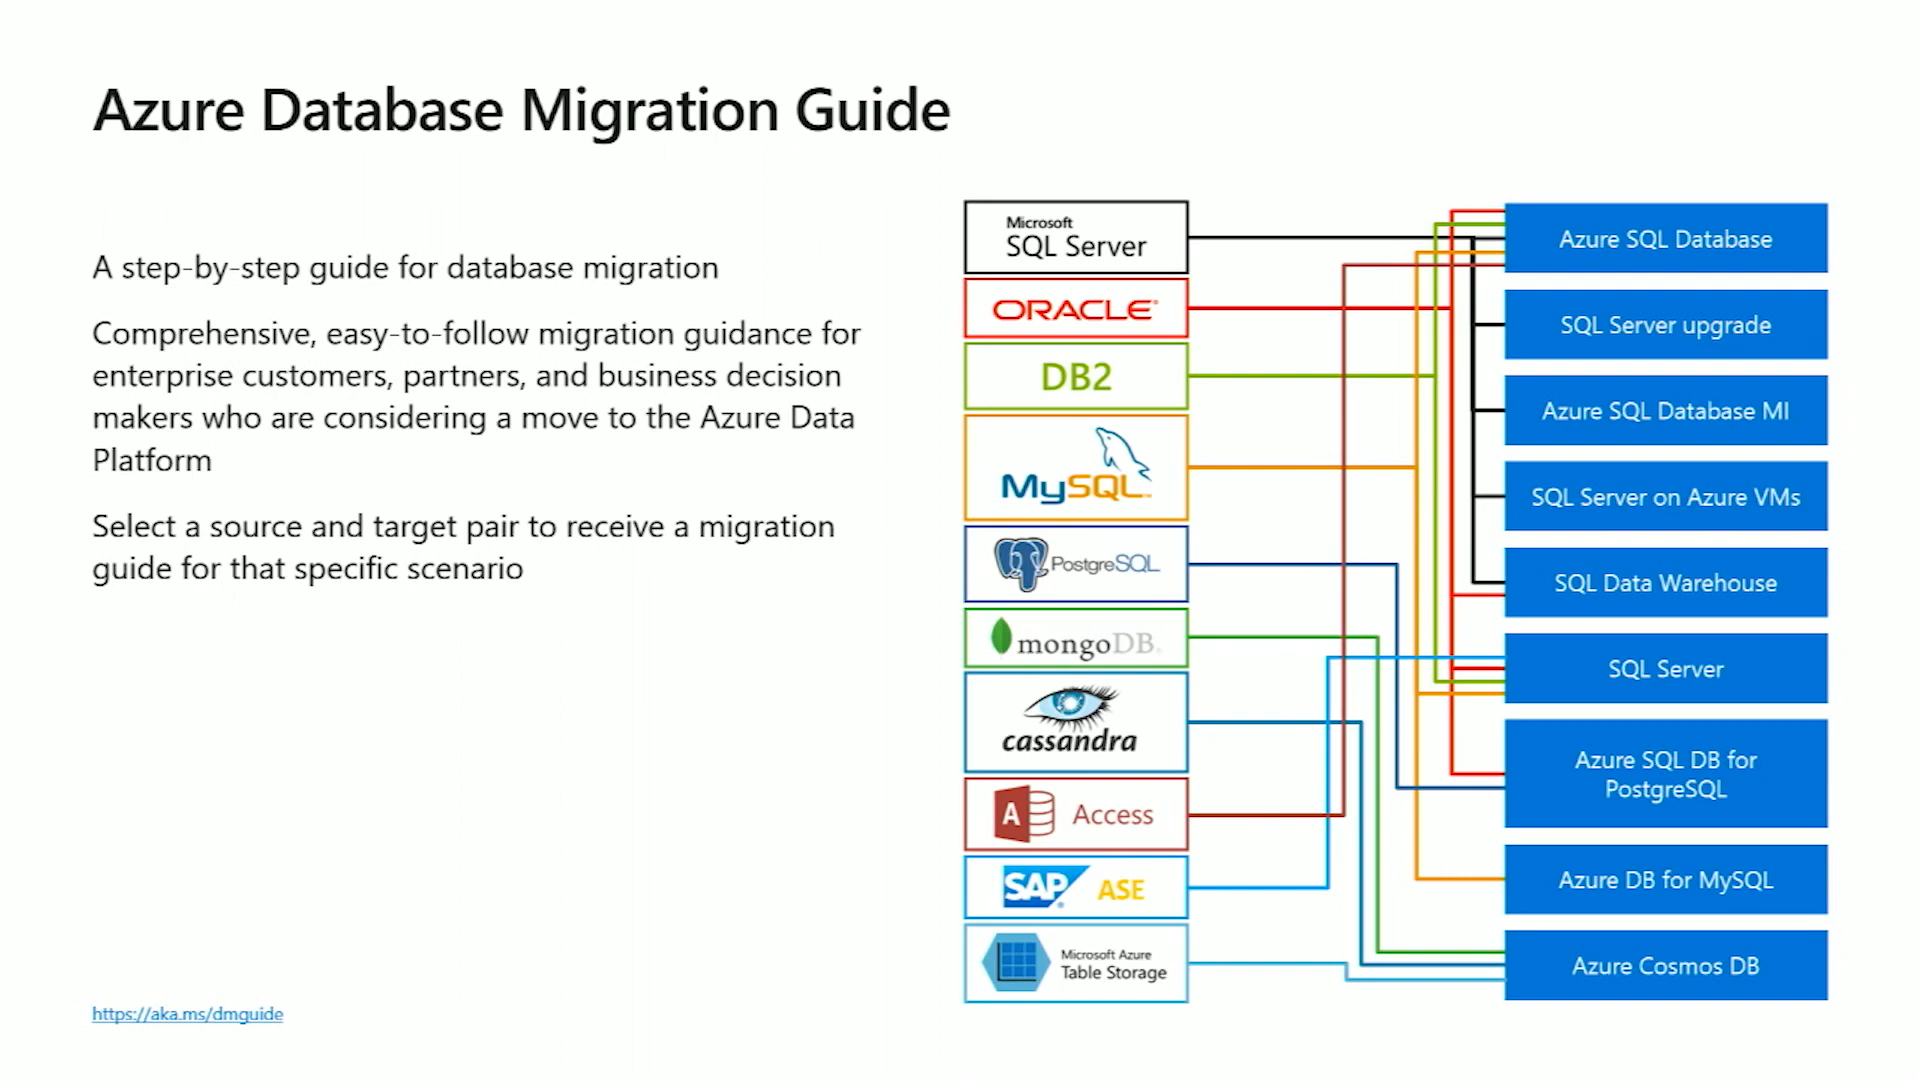 Azure Database Migration Guide
A step-by-step guide for database migration
Comprehensive, easy-to-follow migration guidance for
enterprise customers, partners, and business decision
makers who are considering a move to the Azure Data
Platform
Select a source and target pair to receive a migration
guide for that specific scenario
https://aka.ms/dmguide
Microsoft
SQL Server
ORACLE
DB2
MySQL
PostgreSQL
mongoDB
cassandra
A Access
SAP ASE
Microsoft Azure
Table Storage
Azure SQL Database
SQL Server upgrade
Azure SQL Database MI
SQL Server on Azure VMs
SQL Data Warehouse
SQL Server
Azure SQL DB for
PostgreSQL
Azure DB for MySQL
Azure Cosmos DB